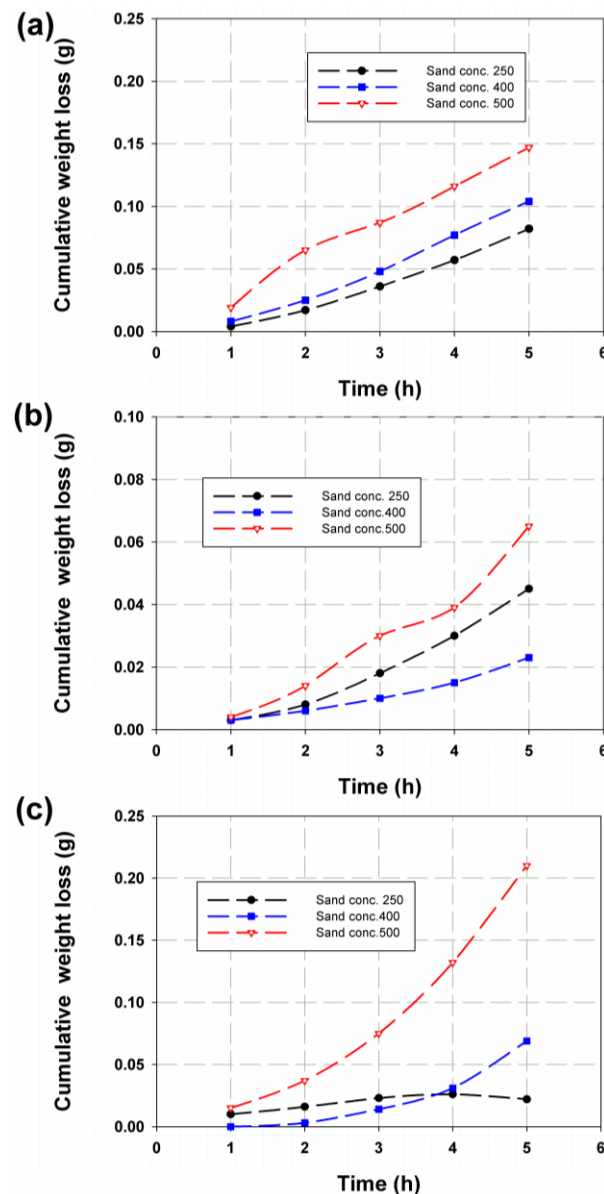 (a)
Cumulative weight loss (g)
0.25
0.20
0.15
0.10
0.05
0.00
Sand conc. 250
Sand conc. 400
Sand conc. 500
0 1 2 3 4 5 6
Time (h)
(b)
Cumulative weight loss (g)
0.10
0.08
0.06
0.04
0.02
0.00
Sand conc. 250
Sand conc.400
Sand conc.500
0 1 2 3 4 5 6
Time (h)
(c)
Cumulative weight loss (g)
0.25
0.20
0.15
0.10
0.05
0.00
Sand conc. 250
Sand conc.400
Sand conc.500
0 1 2 3 4 5 6
Time (h)